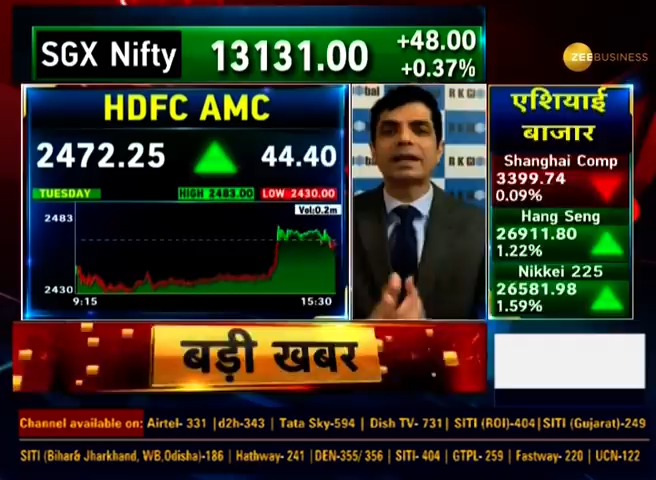 SGX Nifty 13131.00 +48.00
+0.37%
ZEE BUSINESS
HDFC AMC
2472.25 44.40
TUESDAY HIGH 2483.00 LOW 2430.00
Vol:0.2m
2483
2430
9:15 15:30
एशियाई
बाजार
Shanghai Comp
3399.74
0.09%
Hang Seng
26911.80
1.22%
Nikkei 225
26581.98
1.59%
बड़ी खबर
Channel available on: Airtel- 331 |d2h-343 | Tata Sky-594 | Dish TV- 731| SITI (ROI)-404|SITI (Gujarat)-249
SITI (Bihar& Jharkhand, WB,Odisha)-186 | Hathway- 241 |DEN-355/ 356 | SITI- 404 | GTPL- 259 | Fastway- 220 | UCN-122